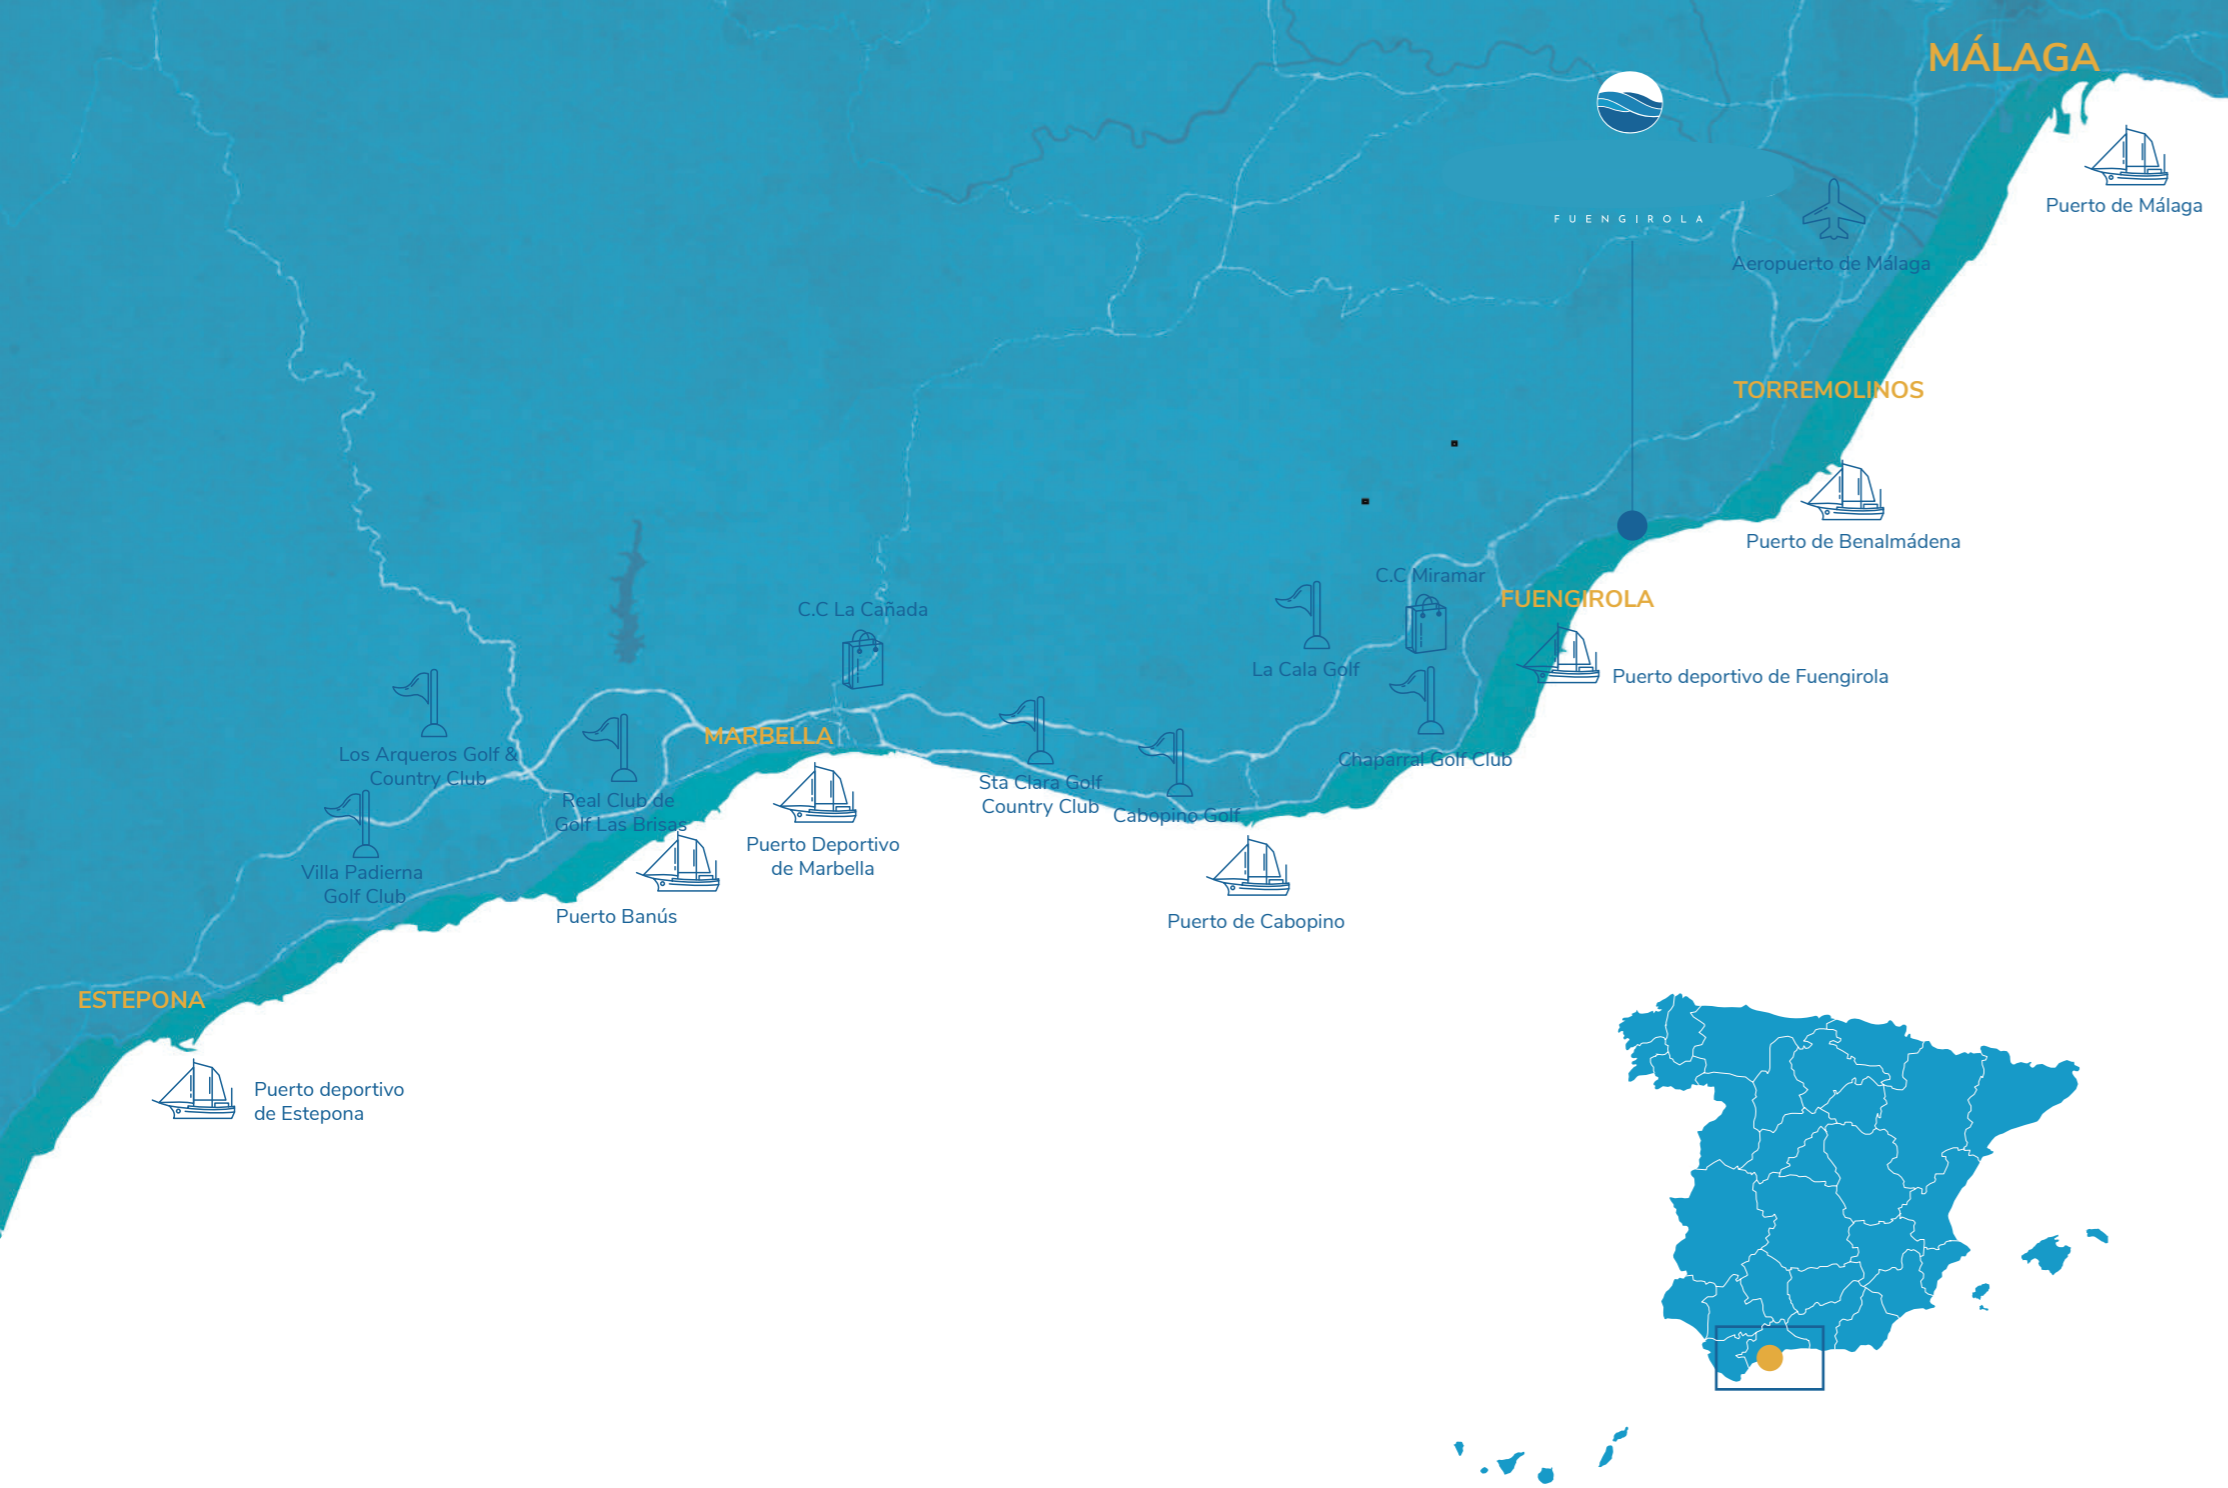 MÁLAGA
Puerto de Málaga
FUENGIROLA
Aeropuerto de Málaga
TORREMOLINOS
Puerto de Benalmádena
C.C Miramar
FUENGIROLA
C.C La Cañada
La Cala Golf
Puerto deportivo de Fuengirola
MARBELLA
Los Arqueros Golf &
Country Club
Chaparral Golf Club
Sta Clara Golf
Country Club
Cabopino Golf
Real Club de
Golf Las Brisas
Puerto Deportivo
de Marbella
Villa Padierna
Golf Club
Puerto Banús
Puerto de Cabopino
ESTEPONA
Puerto deportivo
de Estepona